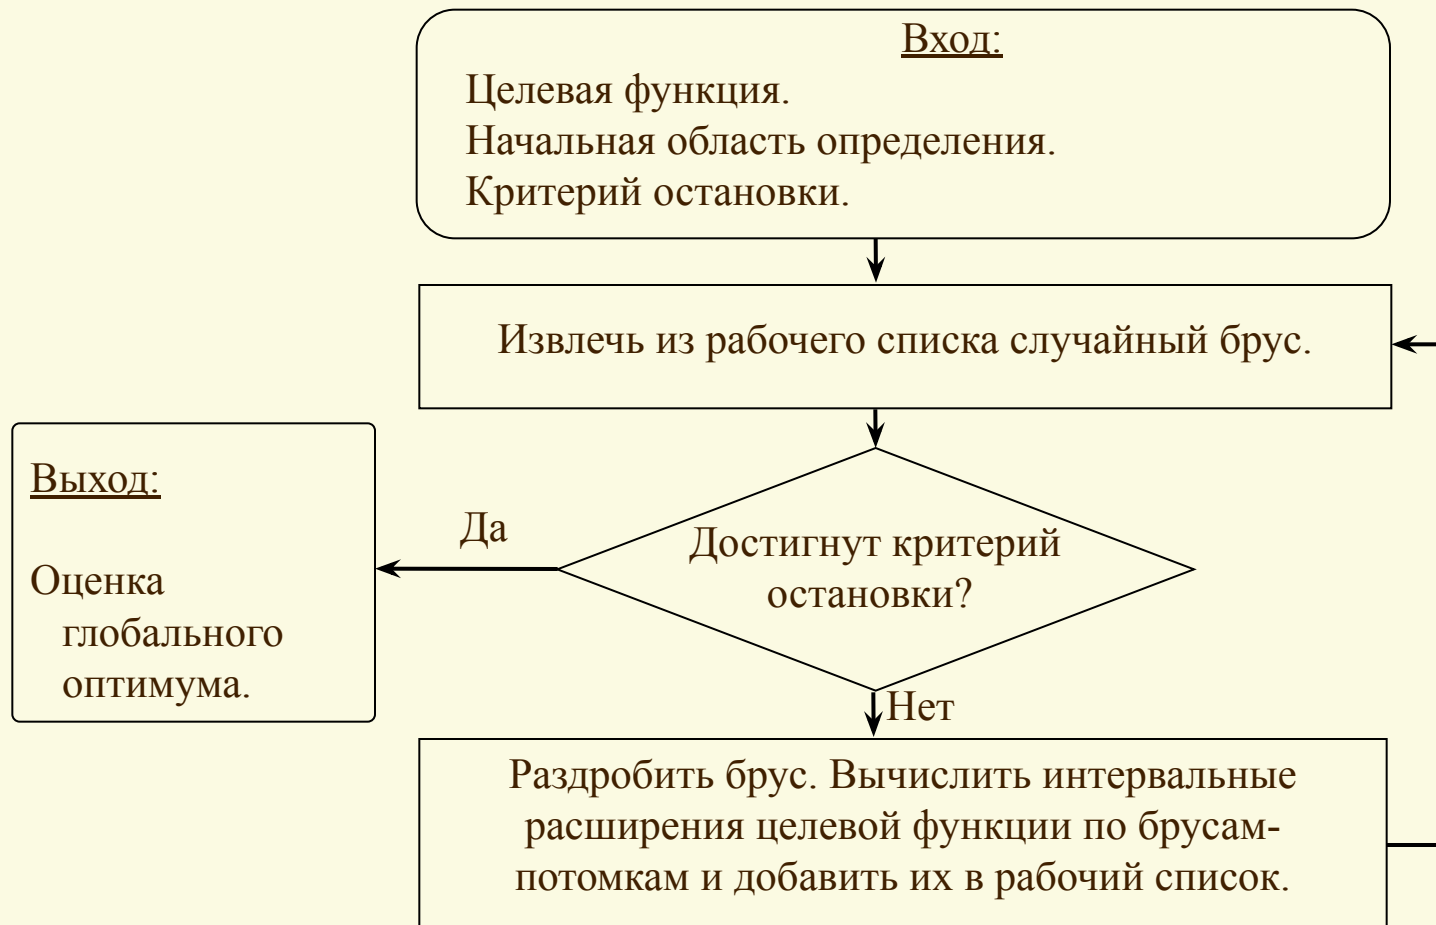 Вход:
Целевая функция.
Начальная область определения.
Критерий остановки.
Извлечь из рабочего списка случайный брус.
Выход:
Оценка
глобального
оптимума.
Да
Достигнут критерий
остановки?
Нет
Раздробить брус. Вычислить интервальные
расширения целевой функции по брусам-
потомкам и добавить их в рабочий список.